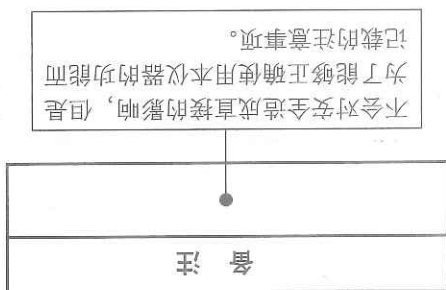 备 注
不会对安全造成直接的影响，但是
为了能够正确使用本仪器的功能而
记载的注意事项。